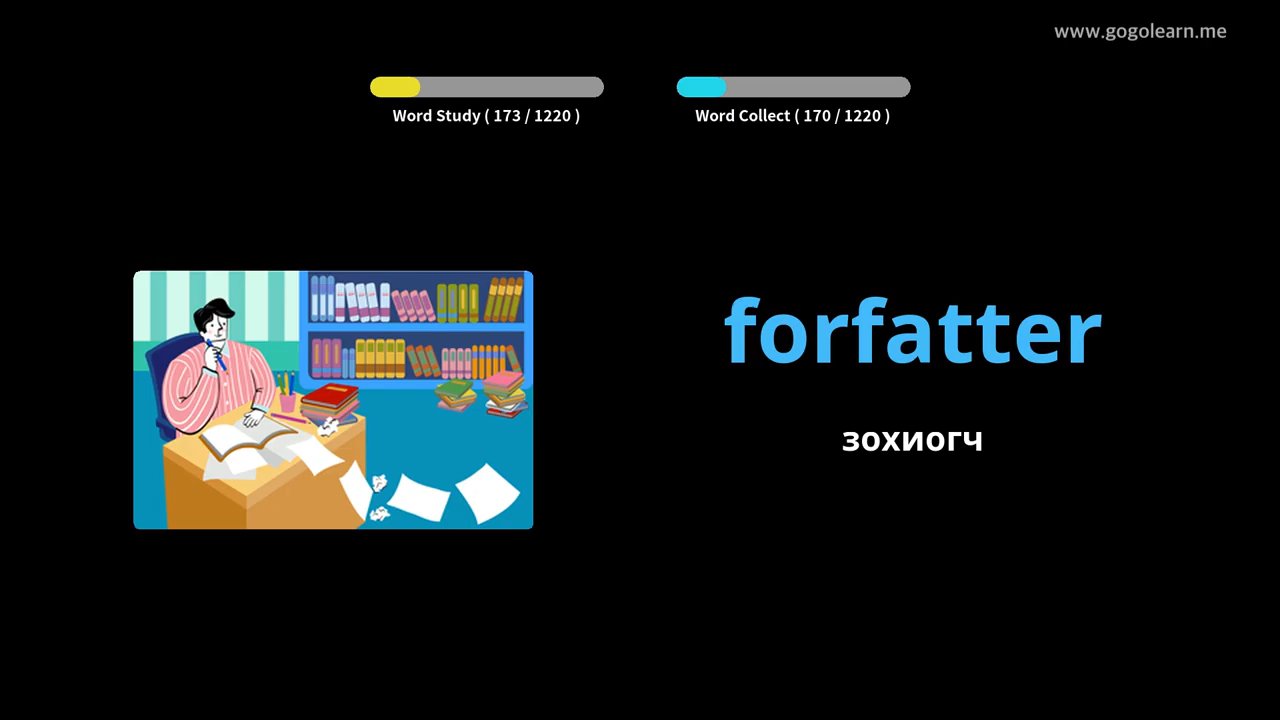 www.gogolearn.me
Word Study ( 173 / 1220 )
Word Collect ( 170 / 1220 )
forfatter
зохиогч